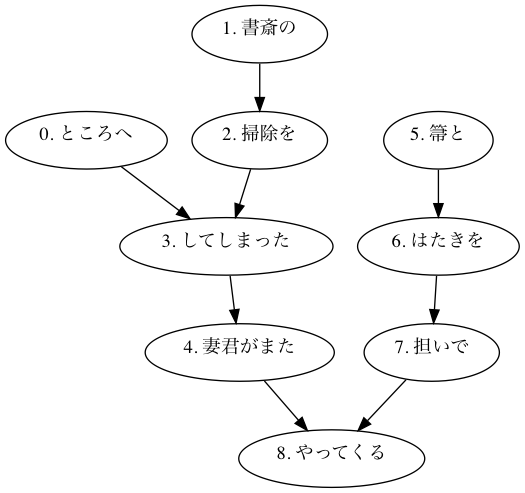 1. 書斎の
0. ところへ
2. 掃除を
5. 箒と
3. してしまった
6. はたきを
4. 妻君がまた
7. 担いで
8. やってくる